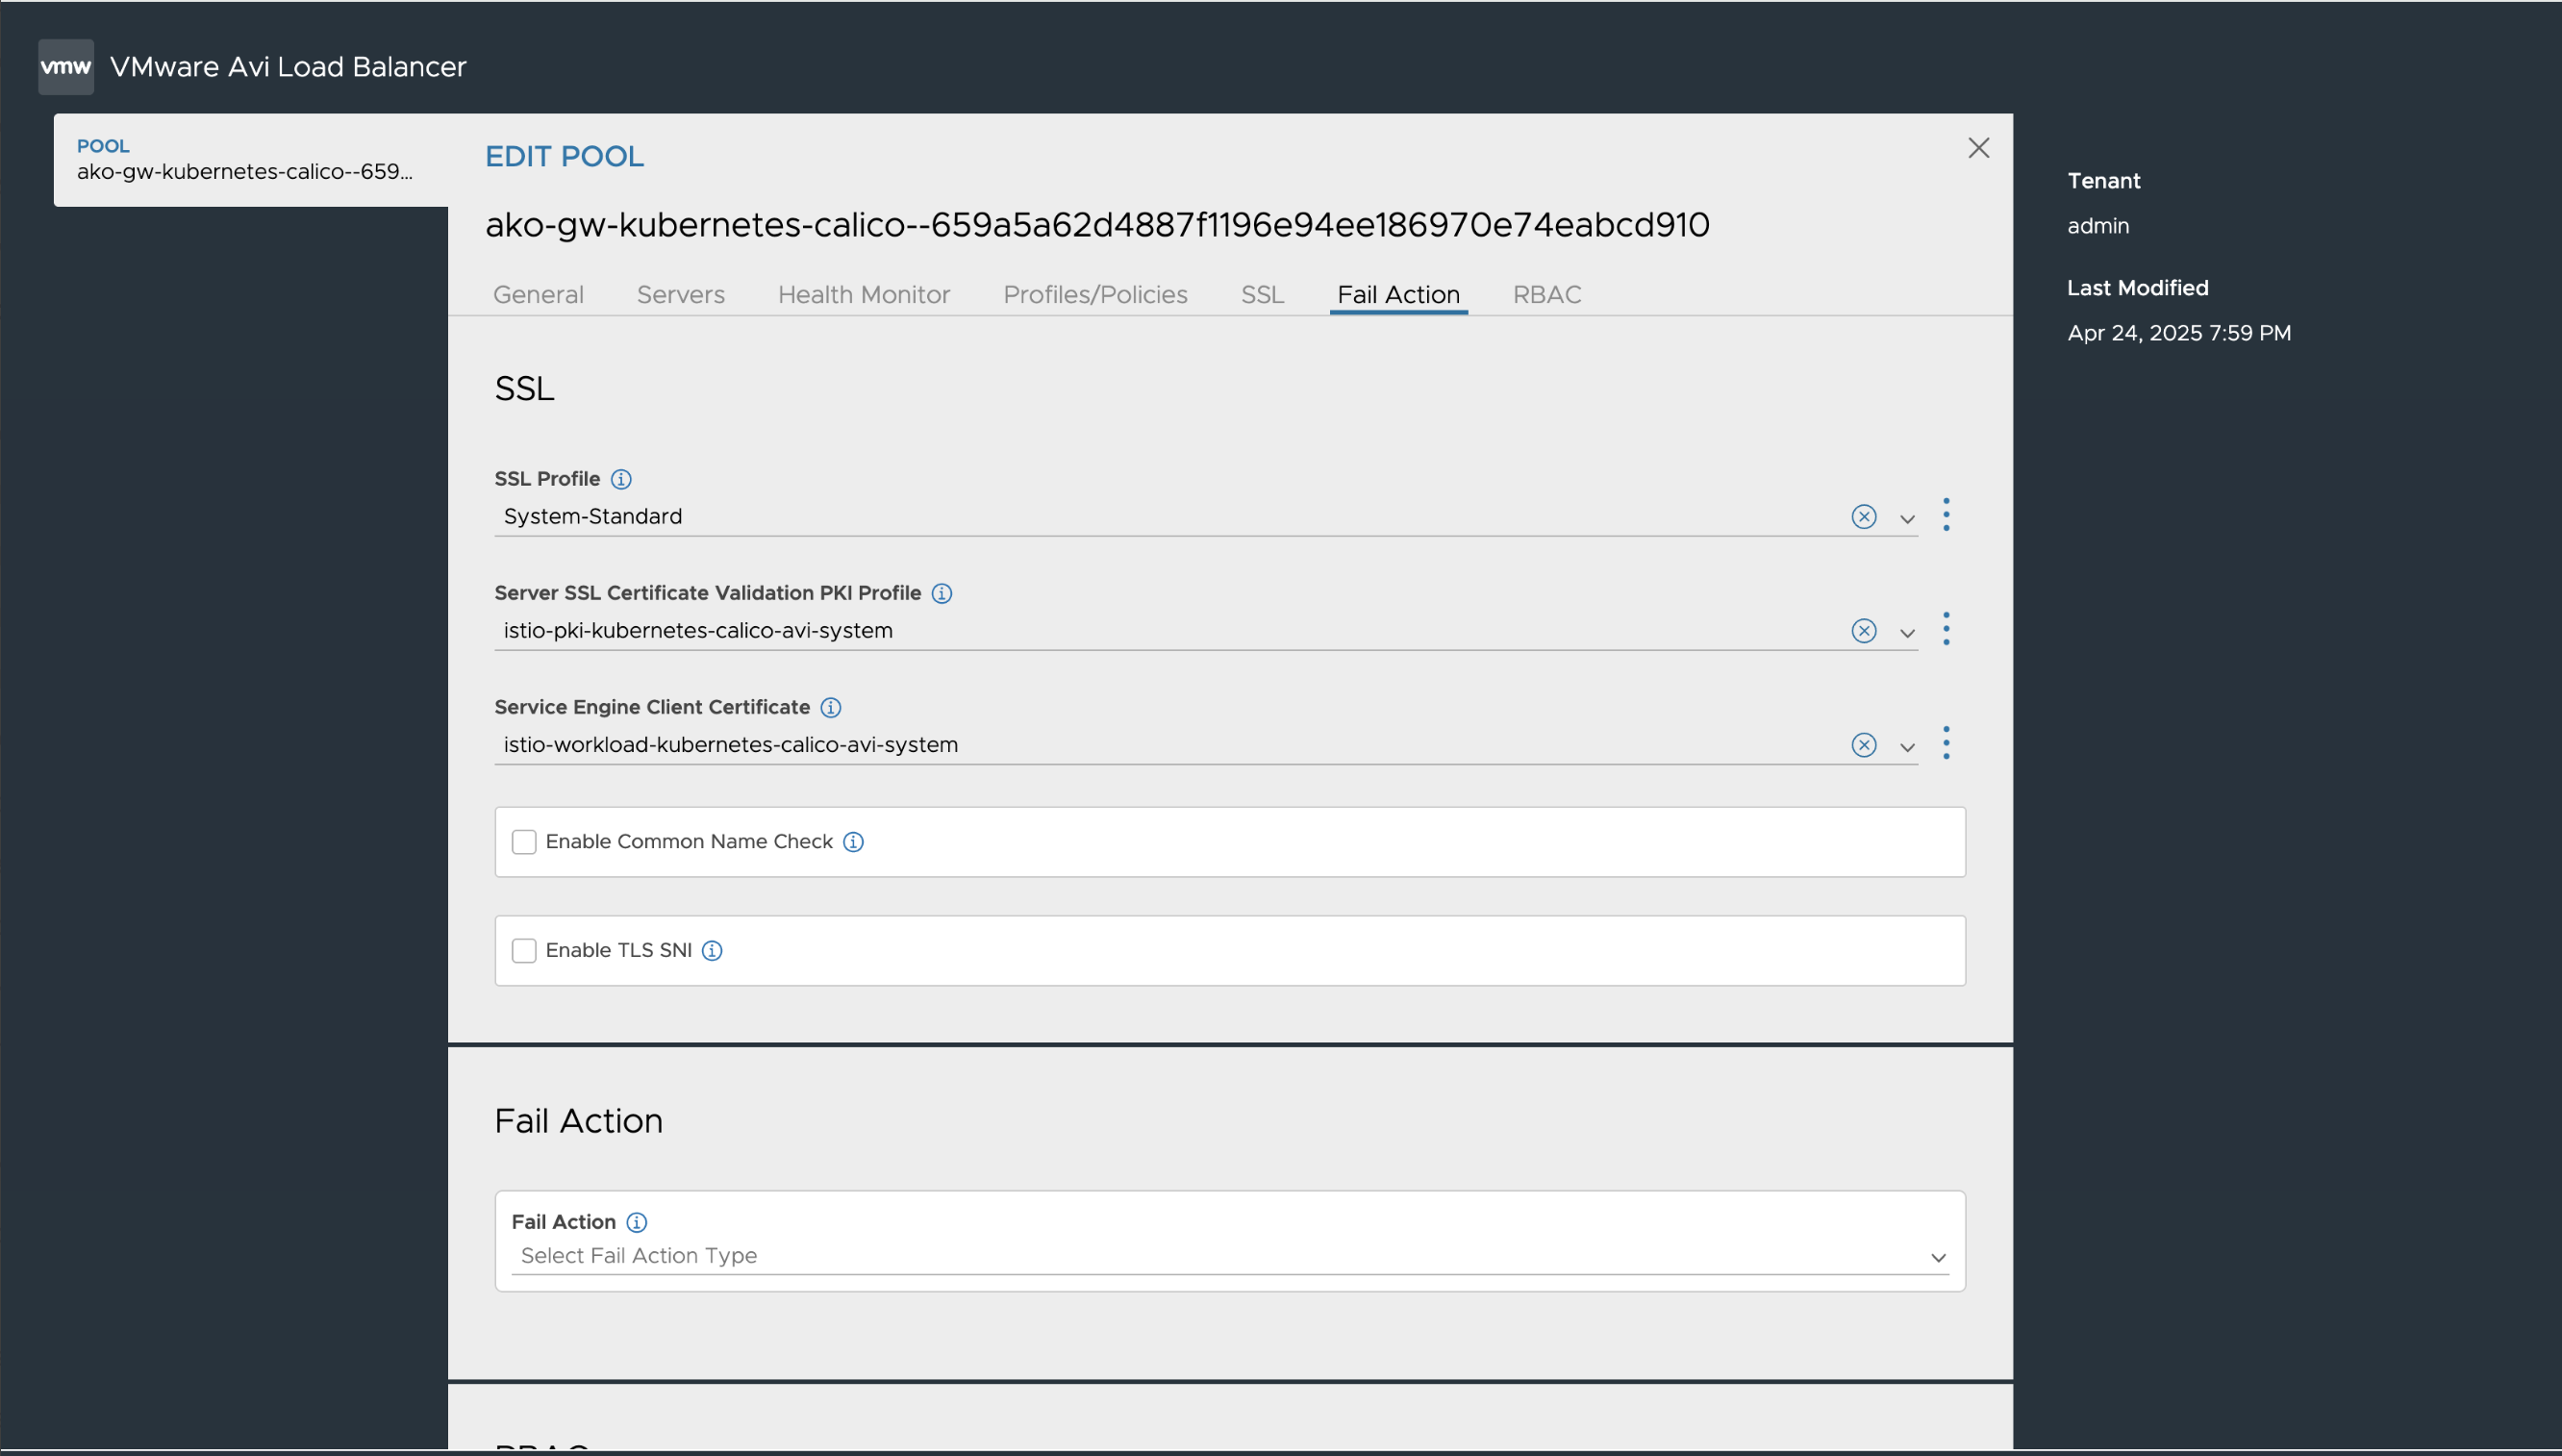 vmw VMware Avi Load Balancer
POOL
ako-gw-kubernetes-calico--659...
EDIT POOL
ako-gw-kubernetes-calico--659a5a62d4887f1196e94ee186970e74eabcd910
General Servers Health Monitor Profiles/Policies SSL Fail Action RBAC
Tenant
admin
Last Modified
Apr 24, 2025 7:59 PM
SSL
SSL Profile
System-Standard
Server SSL Certificate Validation PKI Profile
istio-pki-kubernetes-calico-avi-system
Service Engine Client Certificate
istio-workload-kubernetes-calico-avi-system
Enable Common Name Check
Enable TLS SNI
Fail Action
Fail Action
Select Fail Action Type
RBAC